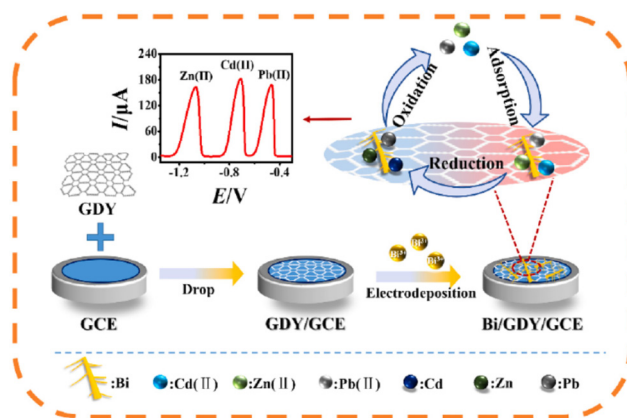 I/µA
240
180
120
60
0
Zn(II)
Cd(II)
Pb(II)
-1,2
-0.8
-0.4
E/V
Oxidation
Adsorption
Reduction
GDY
GCE
Drop
GDY/GCE
Bi³⁺
Bi³⁺
Bi³⁺
Electrodeposition
Bi/GDY/GCE
:Bi
:Cd(Ⅱ)
:Zn(Ⅱ)
:Pb(Ⅱ)
:Cd
:Zn
:Pb